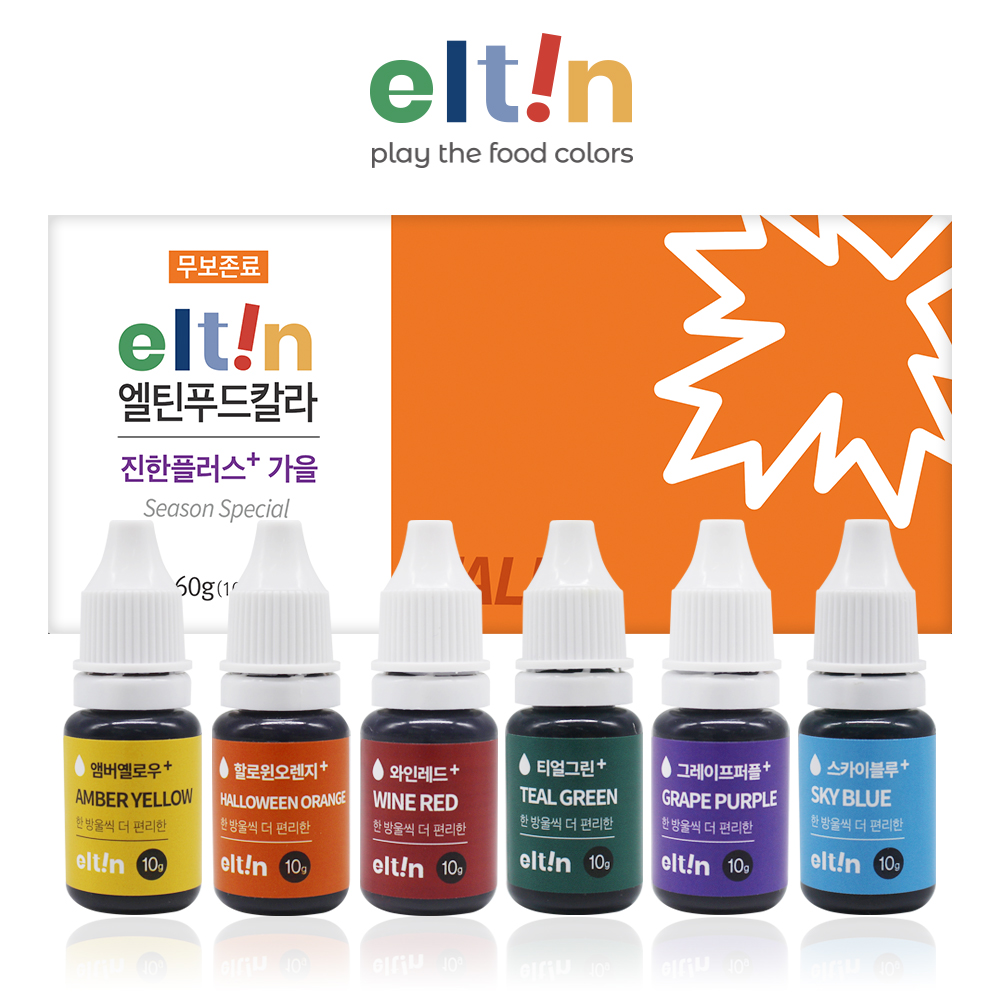 elt!n
play the food colors
무보존료
elt!n
엘틴푸드칼라
진한플러스+ 가을
Season Special
60g
앰버옐로우+
AMBER YELLOW
한 방울씩 더 편리한
elt!n 10g
할로윈오렌지+
HALLOWEEN ORANGE
한 방울씩 더 편리한
elt!n 10g
와인레드+
WINE RED
한 방울씩 더 편리한
elt!n 10g
티얼그린+
TEAL GREEN
한 방울씩 더 편리한
elt!n 10g
그레이프퍼플+
GRAPE PURPLE
한 방울씩 더 편리한
elt!n 10g
스카이블루+
SKY BLUE
한 방울씩 더 편리한
elt!n 10g